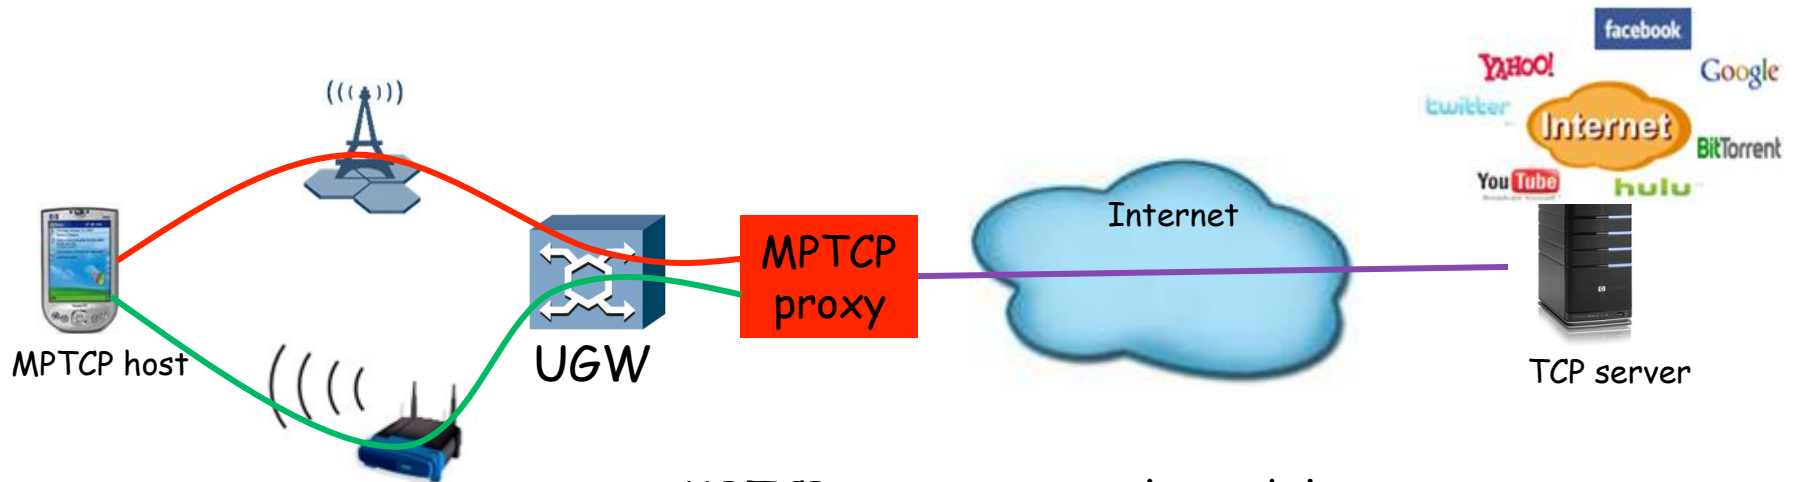 facebook
YAHOO!
Google
twitter
Internet
BitTorrent
YouTube
hulu
Internet
MPTCP
proxy
MPTCP host
UGW
TCP server